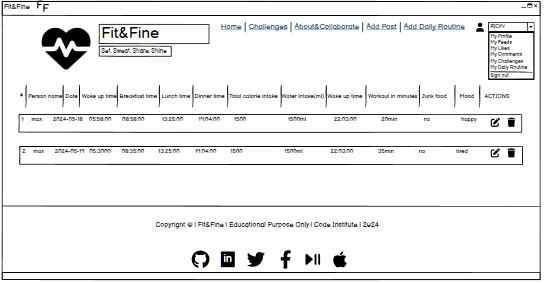 Fit&Fine FF
Fit&Fine
Set. Sweat. Share. Shine
Home | Challenges | About&Collaborate | Add Post | Add Daily Routine
RICKY
My Profile
My Feeds
My Likes
My Comments
My Challenges
My Daily Routine
Sign out
# Person name Date Wake up time Breakfast time Lunch time Dinner time Total calorie intake Water intake(ml) Wake up time Workout in minutes Junk food Mood ACTIONS
1 max 2024-05-18 05:58:00 08:58:00 13:25:00 19:04:00 1500 1500ml 22:03:00 20min no happy
2 max 2024-05-19 05:3000 08:35:00 13:25:00 19:04:00 1500 1500ml 22:03:00 35min no tired
Copyright © | Fit&Fine | Educational Purpose Only | Code Institute | 2024
in